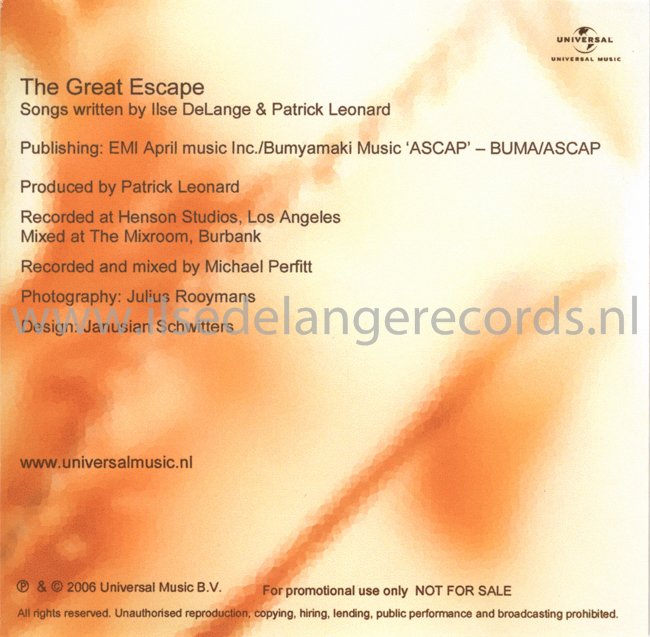 UNIVERSAL
UNIVERSAL MUSIC
The Great Escape
Songs written by Ilse DeLange & Patrick Leonard
Publishing: EMI April music Inc./Bumyamaki Music ‘ASCAP’ – BUMA/ASCAP
Produced by Patrick Leonard
Recorded at Henson Studios, Los Angeles
Mixed at The Mixroom, Burbank
Recorded and mixed by Michael Perfitt
Photography: Julius Rooymans
www.ilsedelangerecords.nl
Design: Janusian Schwitters
www.universalmusic.nl
℗ & © 2006 Universal Music B.V. For promotional use only NOT FOR SALE
All rights reserved. Unauthorised reproduction, copying, hiring, lending, public performance and broadcasting prohibited.